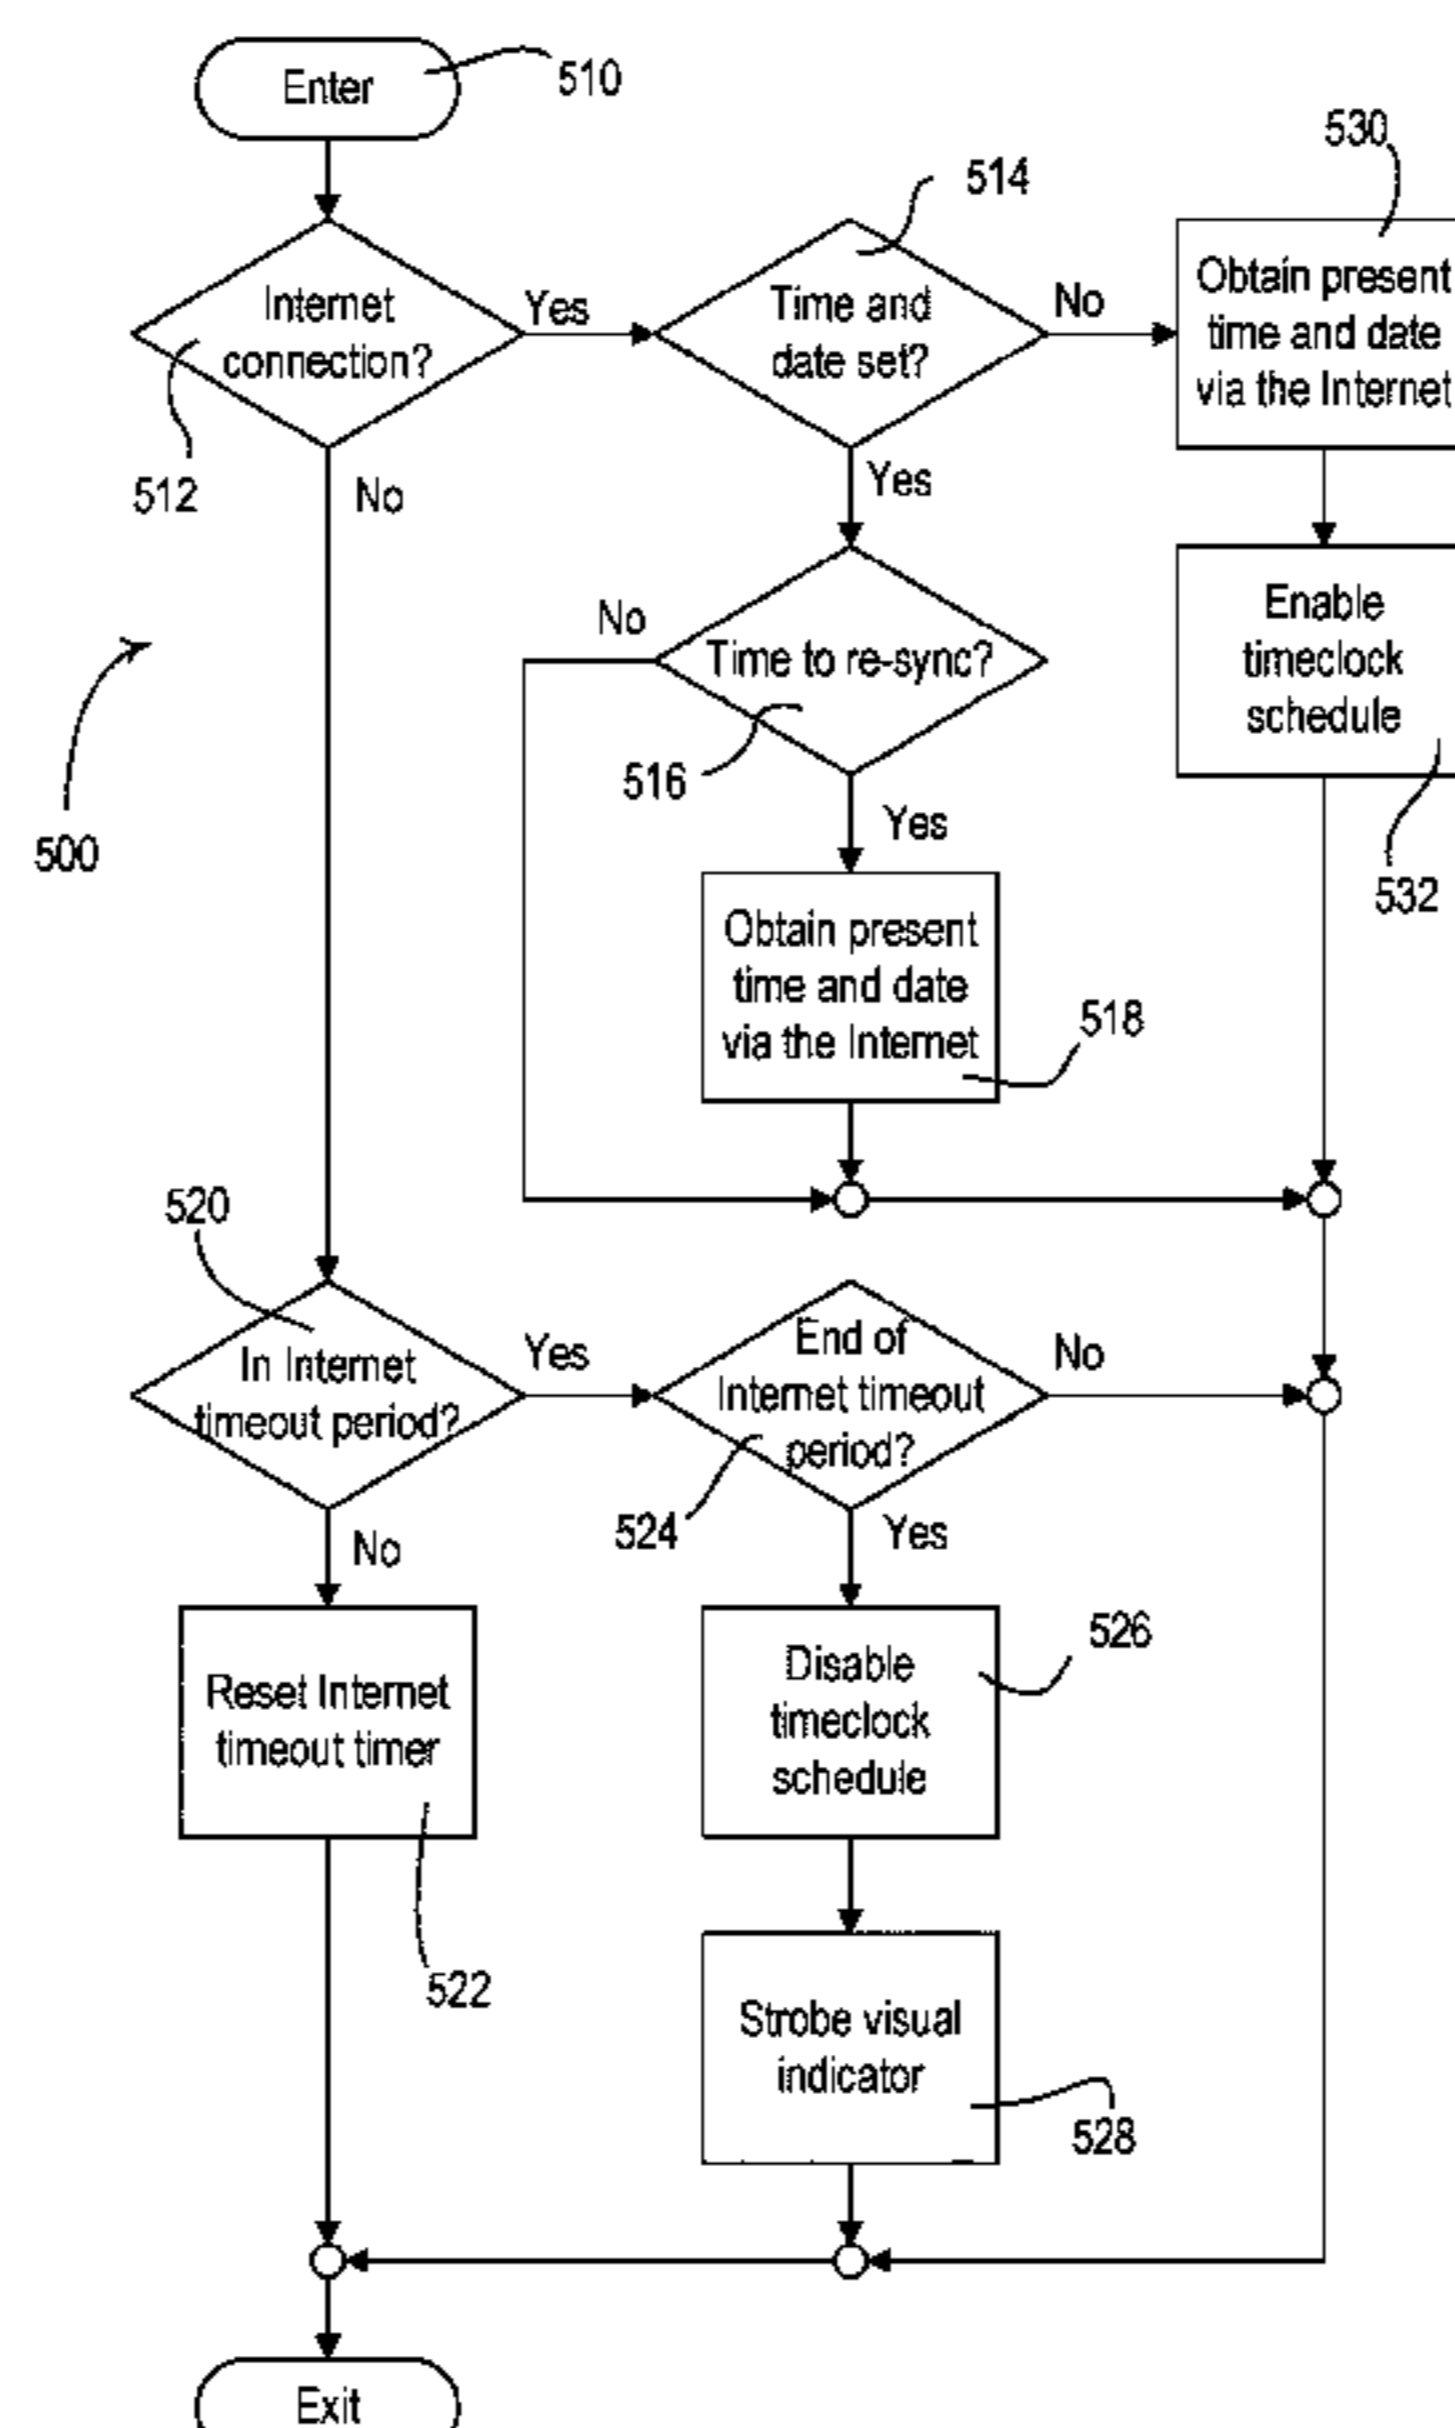 Enter
510
530
514
Internet
connection?
Yes
Time and
date set?
No
Obtain present
time and date
via the Internet
512
No
Yes
Enable
timeclock
schedule
No
Time to re-sync?
516
500
Yes
532
Obtain present
time and date
via the Internet
518
520
In Internet
timeout period?
Yes
End of
Internet timeout
period?
No
524
No
Yes
Reset Internet
timeout timer
Disable
timeclock
schedule
526
522
Strobe visual
indicator
528
Exit